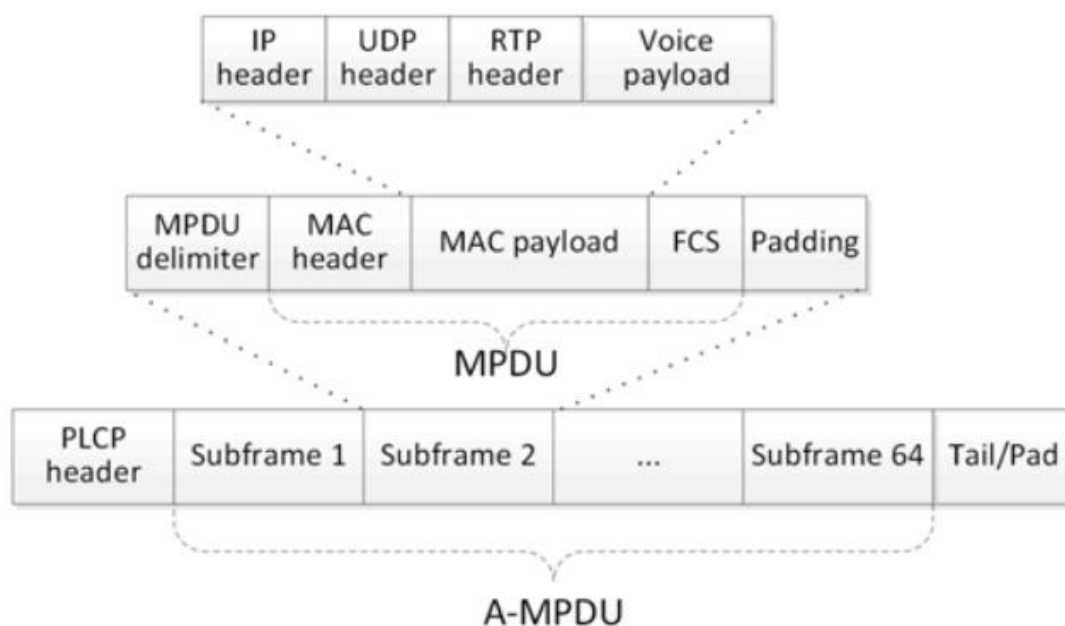 IP
header
UDP
header
RTP
header
Voice
payload
MPDU
delimiter
MAC
header
MAC payload
FCS
Padding
MPDU
PLCP
header
Subframe 1
Subframe 2
...
Subframe 64
Tail/Pad
A-MPDU